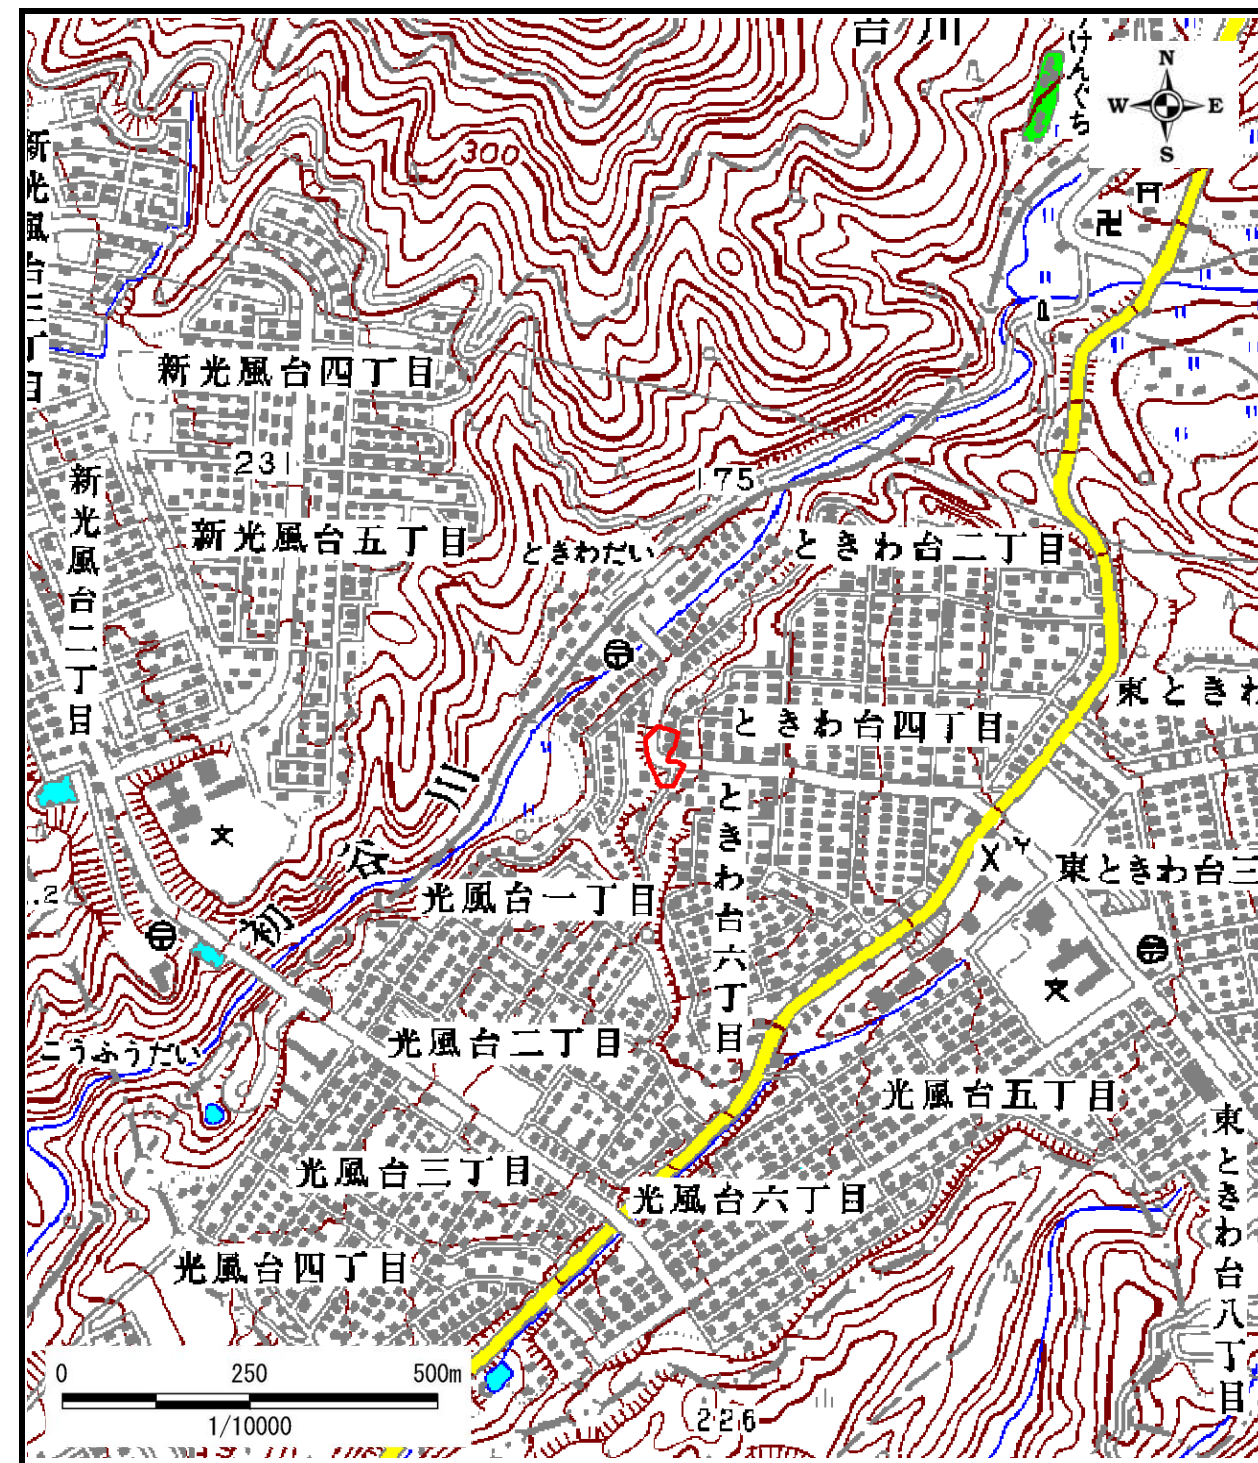 吉川
けんぐち
N
W E
S
300
新光風台三丁目
新光風台四丁目
231
175
新光風台二丁目
新光風台五丁目
ときわだい
ときわ台二丁目
東ときわ
ときわ台四丁目
ときわ台六丁目
初谷川
東ときわ台三
光風台一丁目
.2
光風台二丁目
こうふうだい
光風台五丁目
東ときわ台八丁目
光風台三丁目
光風台六丁目
光風台四丁目
226
0 250 500m
1/10000